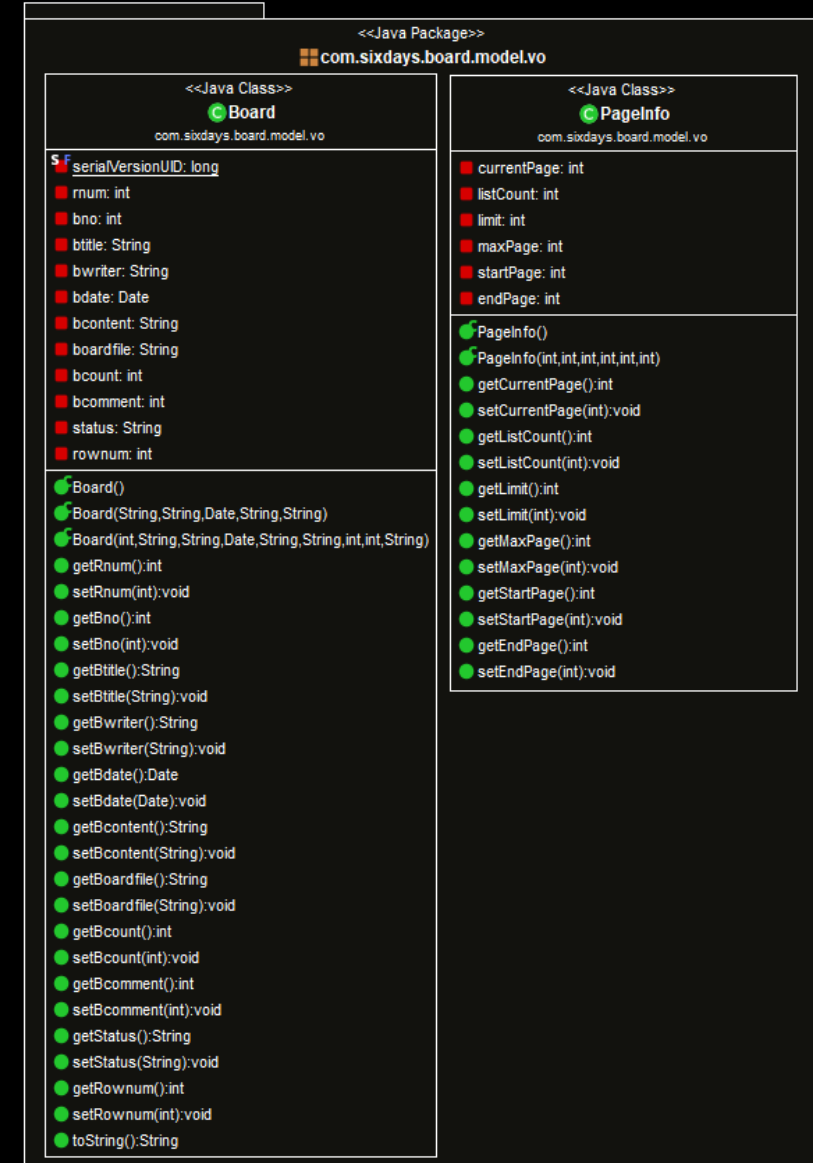 <<Java Package>>
com.sixdays.board.model.vo
<<Java Class>>
C Board
com.sixdays.board.model.vo
S F serialVersionUID: long
rnum: int
bno: int
btitle: String
bwriter: String
bdate: Date
bcontent: String
boardfile: String
bcount: int
bcomment: int
status: String
rownum: int
Board()
Board(String,String,Date,String,String)
Board(int,String,String,Date,String,String,int,int,String)
getRnum():int
setRnum(int):void
getBno():int
setBno(int):void
getBtitle():String
setBtitle(String):void
getBwriter():String
setBwriter(String):void
getBdate():Date
setBdate(Date):void
getBcontent():String
setBcontent(String):void
getBoardfile():String
setBoardfile(String):void
getBcount():int
setBcount(int):void
getBcomment():int
setBcomment(int):void
getStatus():String
setStatus(String):void
getRownum():int
setRownum(int):void
toString():String
<<Java Class>>
C PageInfo
com.sixdays.board.model.vo
currentPage: int
listCount: int
limit: int
maxPage: int
startPage: int
endPage: int
PageInfo()
PageInfo(int,int,int,int,int,int)
getCurrentPage():int
setCurrentPage(int):void
getListCount():int
setListCount(int):void
getLimit():int
setLimit(int):void
getMaxPage():int
setMaxPage(int):void
getStartPage():int
setStartPage(int):void
getEndPage():int
setEndPage(int):void